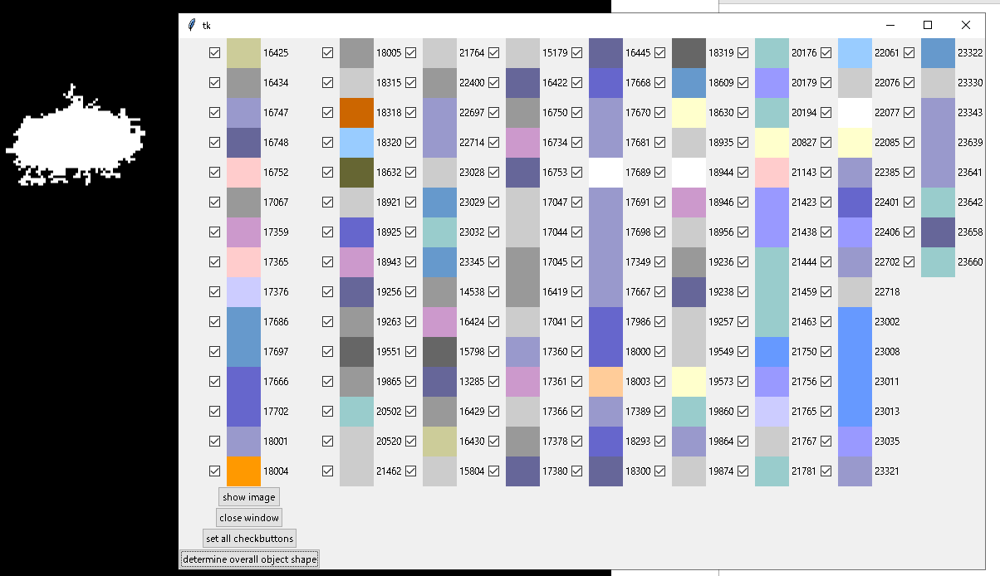 tk
16425 18005 21764 15179 16445 18319 20176 22061 23322
16434 18315 22400 16422 17668 18609 20179 22076 23330
16747 18318 22697 16750 17670 18630 20194 22077 23343
16748 18320 22714 16734 17681 18935 20827 22085 23639
16752 18632 23028 16753 17689 18944 21143 22385 23641
17067 18921 23029 17047 17691 18946 21423 22401 23642
17359 18925 23032 17044 17698 18956 21438 22406 23658
17365 18943 23345 17045 17349 19236 21444 22702 23660
17376 19256 14538 16419 17667 19238 21459 22718
17686 19263 16424 17041 17986 19257 21463 23002
17697 19551 15798 17360 18000 19549 21750 23008
17666 19865 13285 17361 18003 19573 21756 23011
17702 20502 16429 17366 17389 19860 21765 23013
18001 20520 16430 17378 18293 19864 21767 23035
18004 21462 15804 17380 18300 19874 21781 23321
show image
close window
set all checkbuttons
determine overall object shape